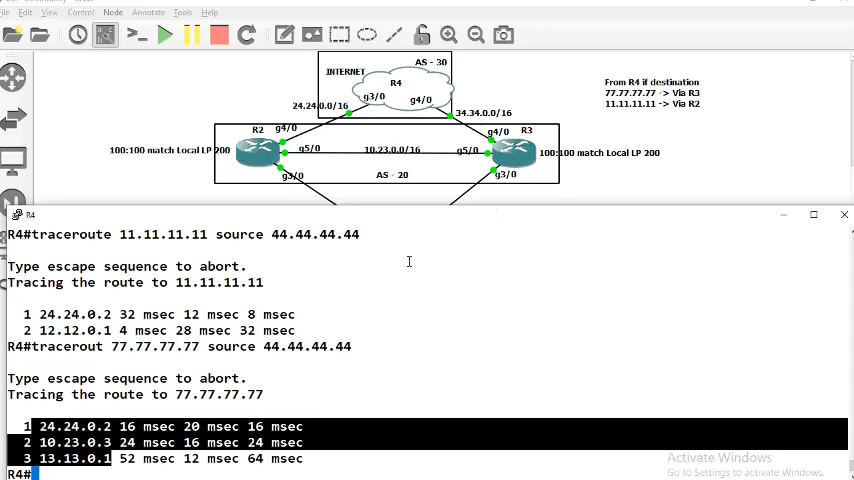 Edit View Control Node Annotate Tools Help
AS - 30
INTERNET
R4
g3/0
g4/0
24.24.0.0/16
34.34.0.0/16
From R4 if destination
77.77.77.77 -> Via R3
11.11.11.11 -> Via R2
R2
g4/0
g4/0
R3
100:100 match Local LP 200
g5/0
10.23.0.0/16
g5/0
100:100 match Local LP 200
g3/0
AS - 20
g3/0
R4
R4#traceroute 11.11.11.11 source 44.44.44.44
Type escape sequence to abort.
Tracing the route to 11.11.11.11
1 24.24.0.2 32 msec 12 msec 8 msec
2 12.12.0.1 4 msec 28 msec 32 msec
R4#tracerout 77.77.77.77 source 44.44.44.44
Type escape sequence to abort.
Tracing the route to 77.77.77.77
1 24.24.0.2 16 msec 20 msec 16 msec
2 10.23.0.3 24 msec 16 msec 24 msec
3 13.13.0.1 52 msec 12 msec 64 msec
R4#
Activate Windows
Go to Settings to activate Windows.